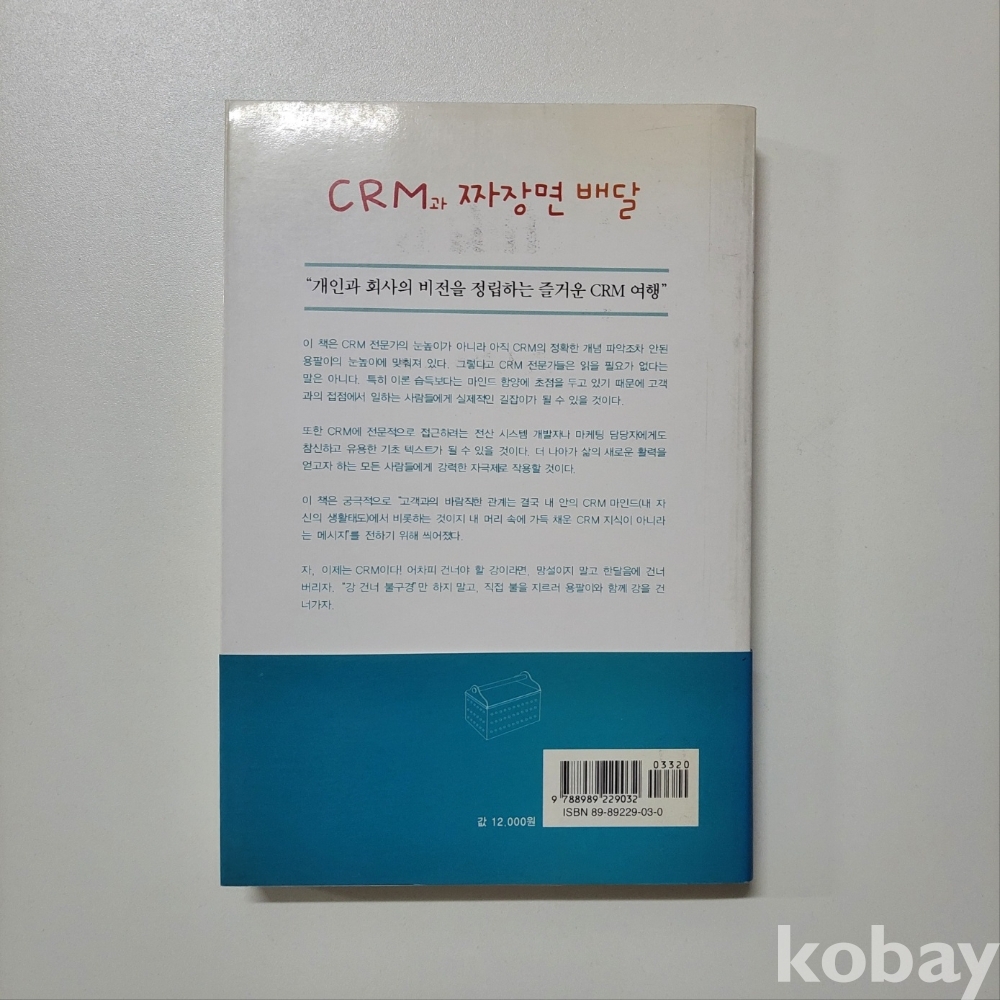 CRM과 짜장면 배달
“개인과 회사의 비전을 정립하는 즐거운 CRM 여행”
이 책은 CRM 전문가의 눈높이가 아니라 아직 CRM의 정확한 개념 파악조차 안된
용팔이의 눈높이에 맞춰져 있다. 그렇다고 CRM 전문가들은 읽을 필요가 없다는
말은 아니다. 특히 이론 습득보다는 마인드 함양에 초점을 두고 있기 때문에 고객
과의 접점에서 일하는 사람들에게 실제적인 길잡이가 될 수 있을 것이다.
또한 CRM에 전문적으로 접근하려는 전산 시스템 개발자나 마케팅 담당자에게도
참신하고 유용한 기초 텍스트가 될 수 있을 것이다. 더 나아가 삶의 새로운 활력을
얻고자 하는 모든 사람들에게 강력한 자극제로 작용할 것이다.
이 책은 궁극적으로 “고객과의 바람직한 관계는 결국 내 안의 CRM 마인드(내 자
신의 생활태도)에서 비롯하는 것이지 내 머리 속에 가득 채운 CRM 지식이 아니라
는 메시지”를 전하기 위해 씌어졌다.
자, 이제는 CRM이다! 어차피 건너야 할 강이라면, 망설이지 말고 한달음에 건너
버리자. “강 건너 불구경”만 하지 말고, 직접 불을 지르러 용팔이와 함께 강을 건
너가자.
03320
9 788989 229032
ISBN 89-89229-03-0
값 12,000원
kobay